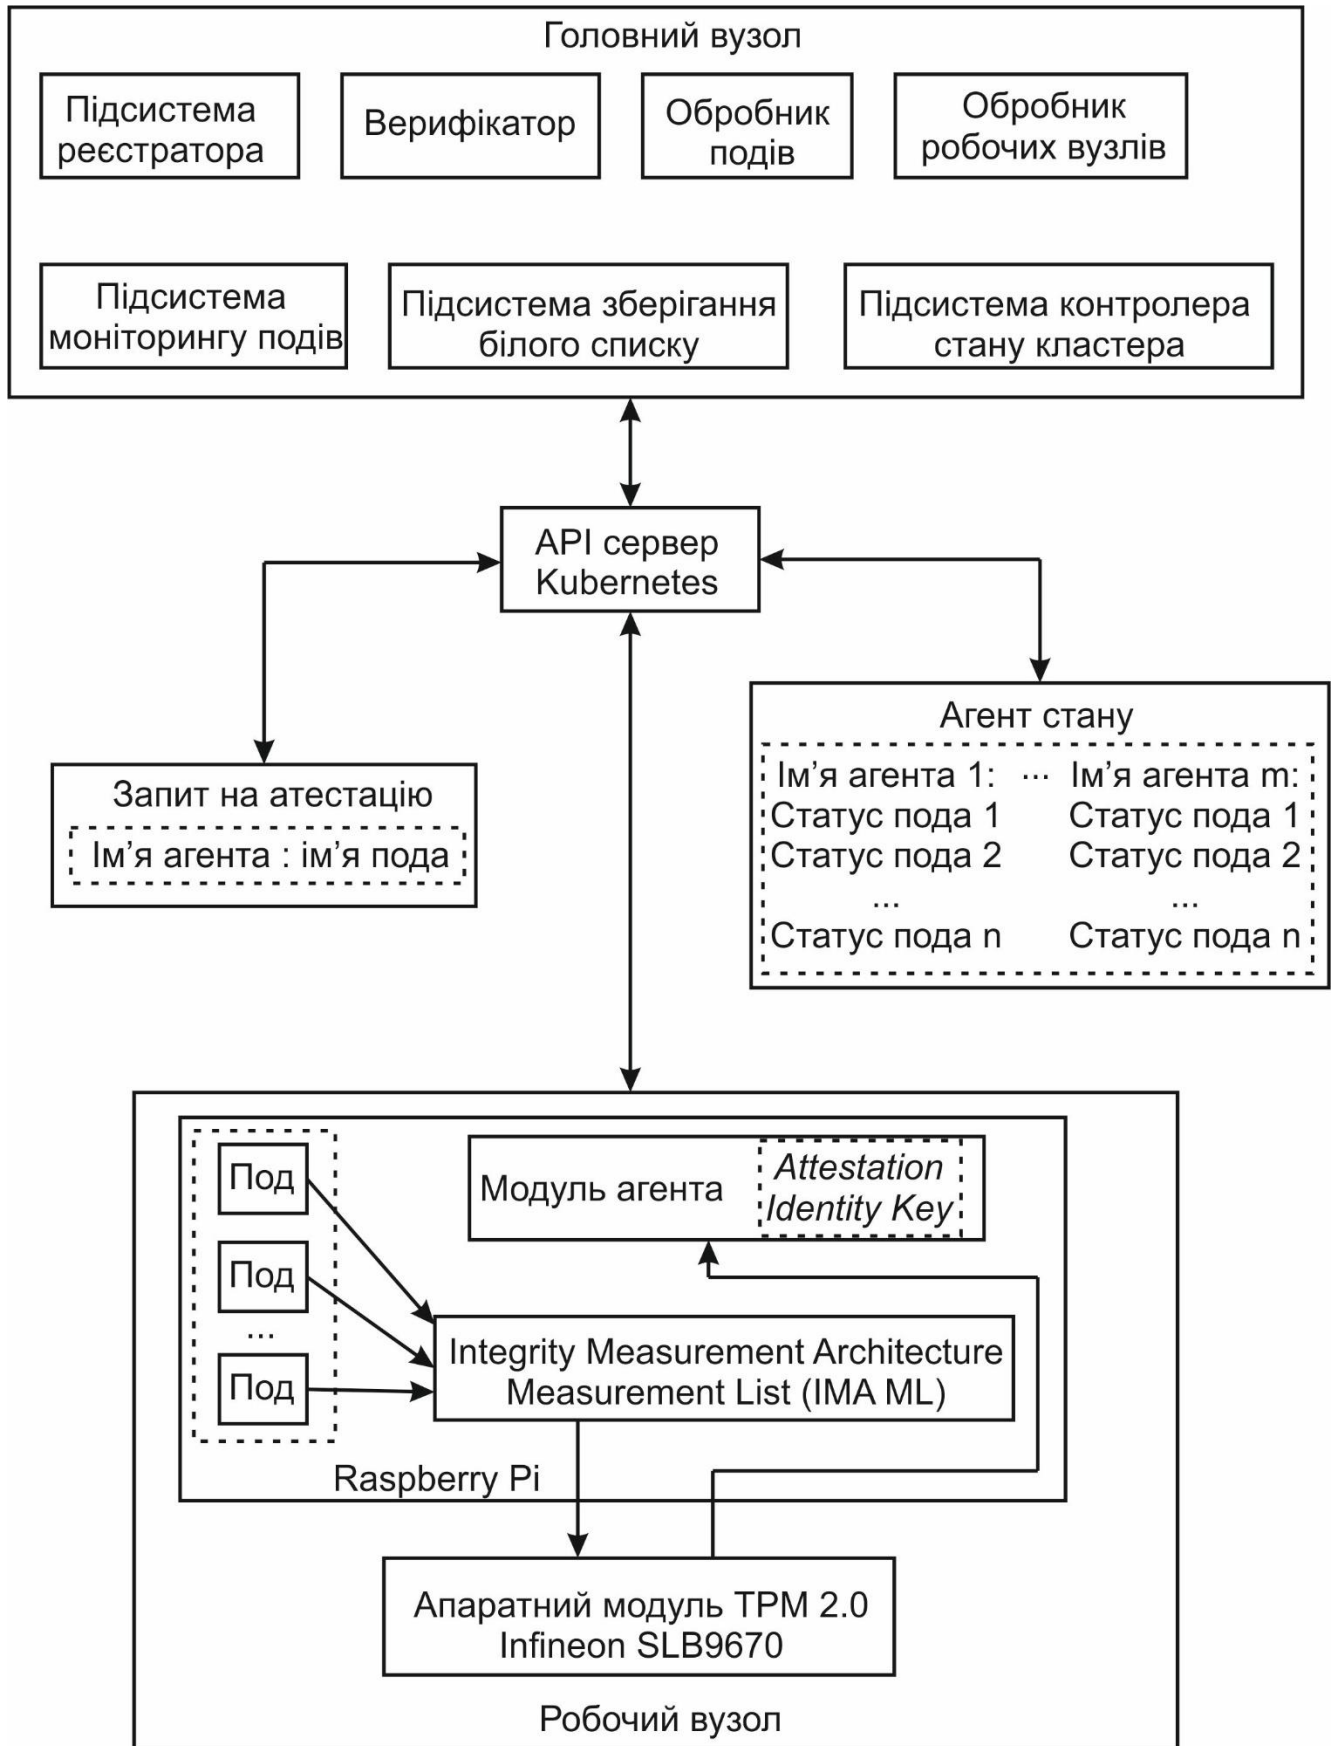 Головний вузол
Підсистема
реєстратора
Верифікатор
Обробник
подів
Обробник
робочих вузлів
Підсистема
моніторингу подів
Підсистема зберігання
білого списку
Підсистема контролера
стану кластера
API сервер
Kubernetes
Запит на атестацію
Ім’я агента : ім’я пода
Агент стану
Ім’я агента 1: ... Ім’я агента m:
Статус пода 1 Статус пода 1
Статус пода 2 Статус пода 2
... ...
Статус пода n Статус пода n
Под
Под
...
Под
Модуль агента
Attestation
Identity Key
Integrity Measurement Architecture
Measurement List (IMA ML)
Raspberry Pi
Апаратний модуль TPM 2.0
Infineon SLB9670
Робочий вузол